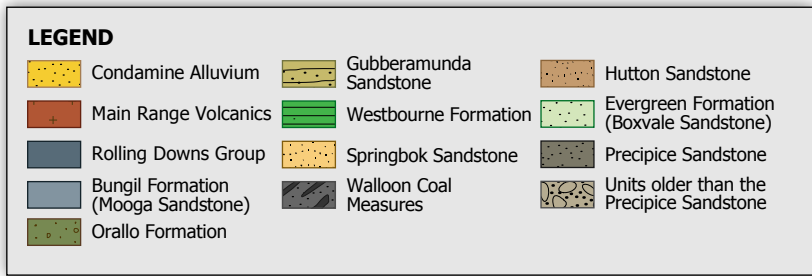 LEGEND
Condamine Alluvium
Main Range Volcanics
Rolling Downs Group
Bungil Formation
(Mooga Sandstone)
Orallo Formation
Gubberamunda
Sandstone
Westbourne Formation
Springbok Sandstone
Walloon Coal
Measures
Hutton Sandstone
Evergreen Formation
(Boxvale Sandstone)
Precipice Sandstone
Units older than the
Precipice Sandstone